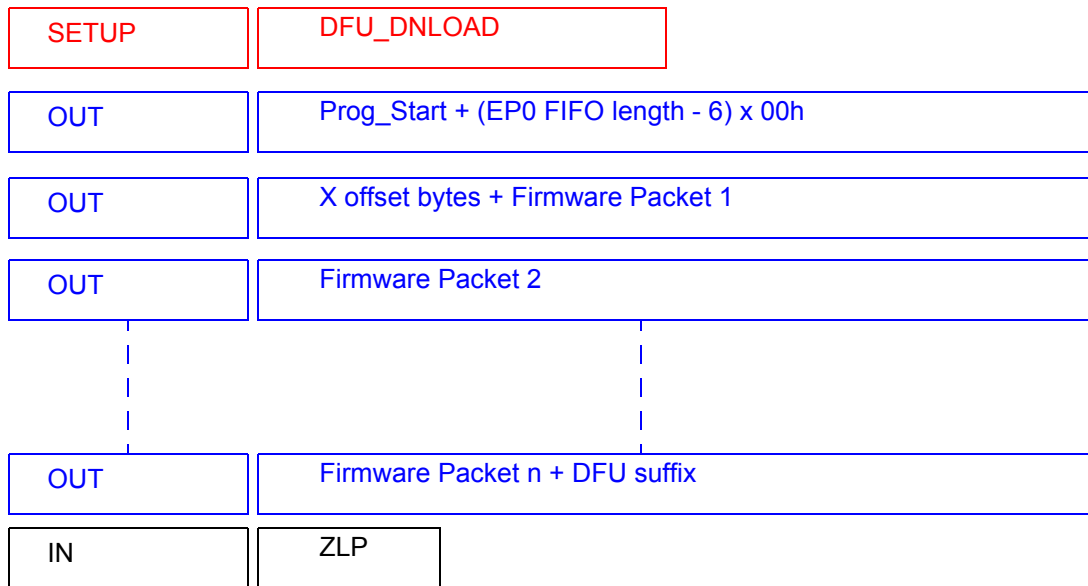 SETUP DFU_DNLOAD
OUT Prog_Start + (EP0 FIFO length - 6) x 00h
OUT X offset bytes + Firmware Packet 1
OUT Firmware Packet 2
OUT Firmware Packet n + DFU suffix
IN ZLP